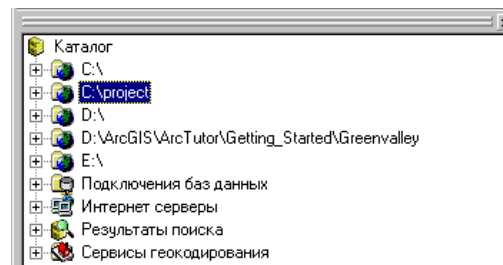 Каталог
C:\
C:\project
D:\
D:\ArcGIS\ArcTutor\Getting_Started\Greenvalley
E:\
Подключения баз данных
Интернет серверы
Результаты поиска
Сервисы геокодирования